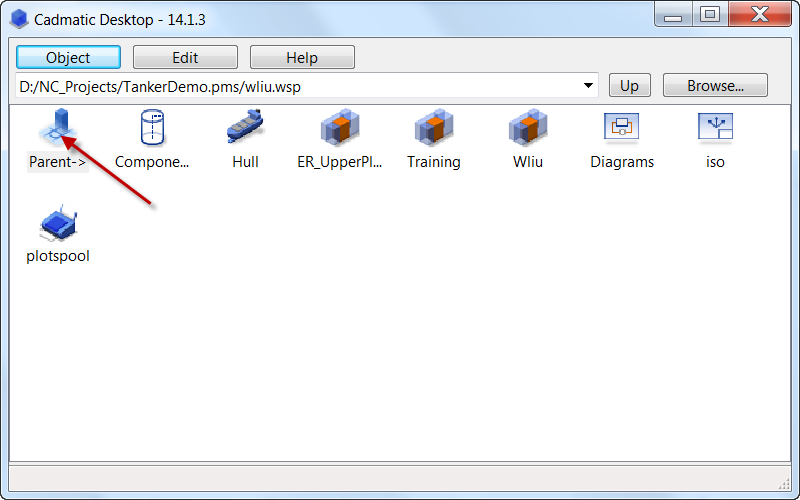 Cadmatic Desktop - 14.1.3
Object Edit Help
D:/NC_Projects/TankerDemo.pms/wliu.wsp Up Browse...
Parent-> Compone... Hull ER_UpperPl... Training Wliu Diagrams iso
plotspool